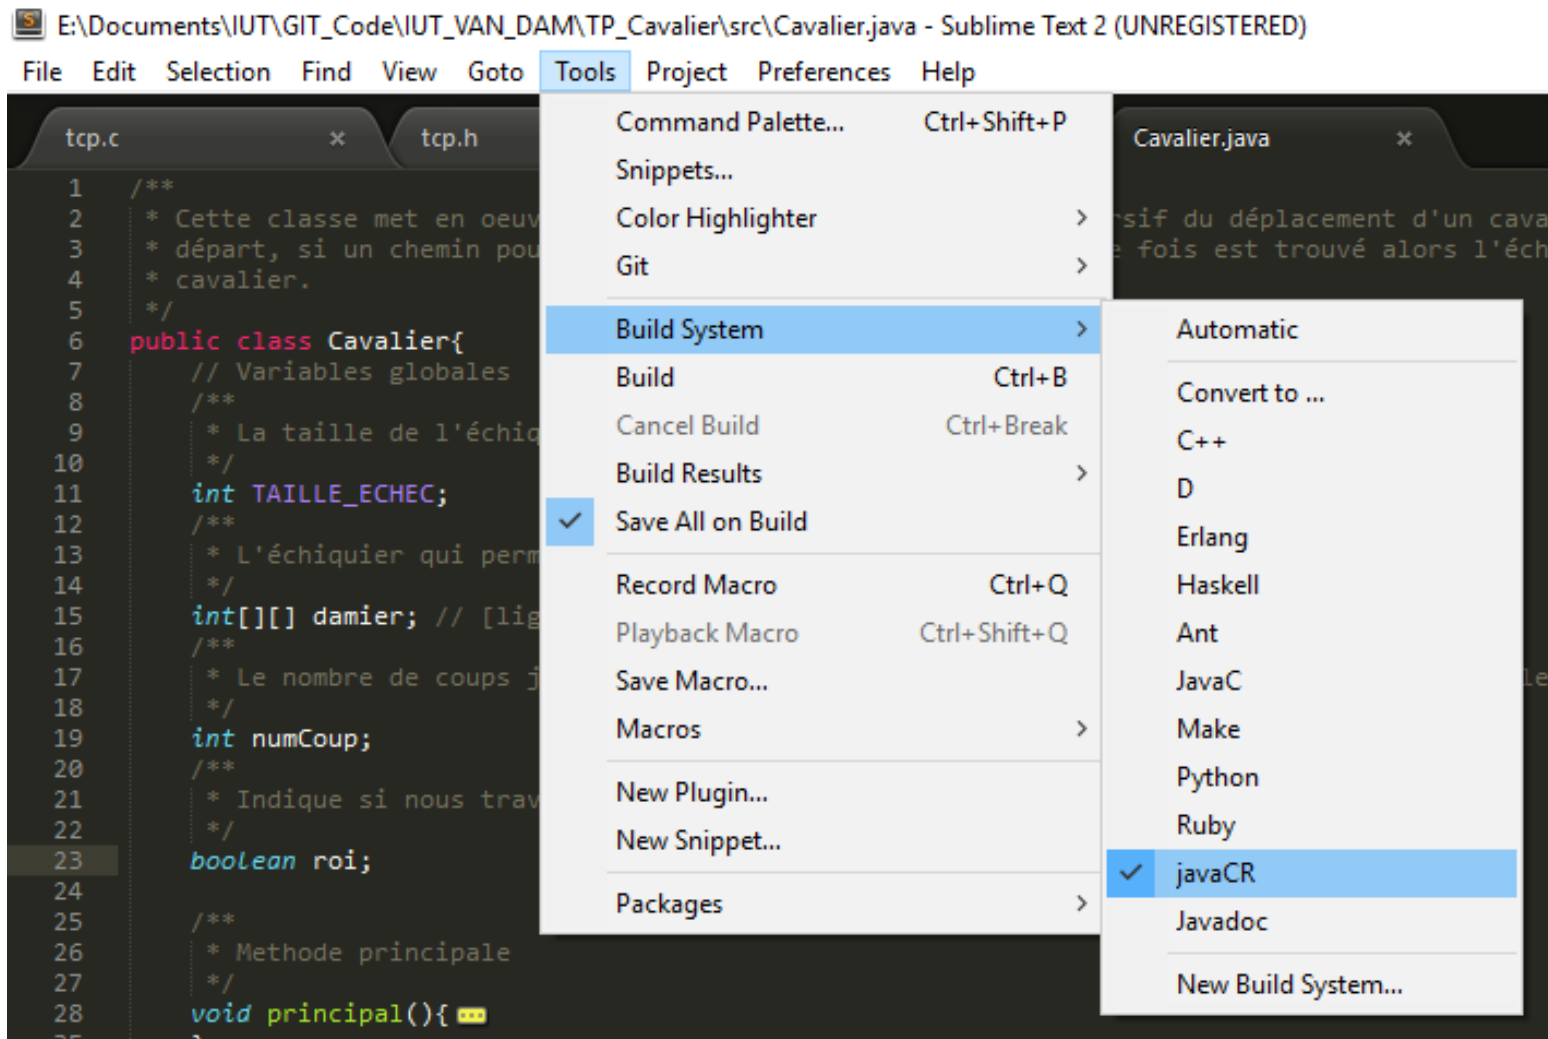 E:\Documents\IUT\GIT_Code\IUT_VAN_DAM\TP_Cavalier\src\Cavalier.java - Sublime Text 2 (UNREGISTERED)
File Edit Selection Find View Goto Tools Project Preferences Help
tcp.c × tcp.h Cavalier.java ×
1 /**
2 * Cette classe met en oeuv
3 * départ, si un chemin pou
4 * cavalier.
5 */
6 public class Cavalier{
7 // Variables globales
8 /**
9 * La taille de l'échiq
10 */
11 int TAILLE_ECHEC;
12 /**
13 * L'échiquier qui perm
14 */
15 int[][] damier; // [lig
16 /**
17 * Le nombre de coups j
18 */
19 int numCoup;
20 /**
21 * Indique si nous trav
22 */
23 boolean roi;
24
25 /**
26 * Methode principale
27 */
28 void principal(){
Command Palette... Ctrl+Shift+P
Snippets...
Color Highlighter
Git
Build System
Build Ctrl+B
Cancel Build Ctrl+Break
Build Results
Save All on Build
Record Macro Ctrl+Q
Playback Macro Ctrl+Shift+Q
Save Macro...
Macros
New Plugin...
New Snippet...
Packages
rsif du déplacement d'un cava
fois est trouvé alors l'éch
le
Automatic
Convert to ...
C++
D
Erlang
Haskell
Ant
JavaC
Make
Python
Ruby
javaCR
Javadoc
New Build System...